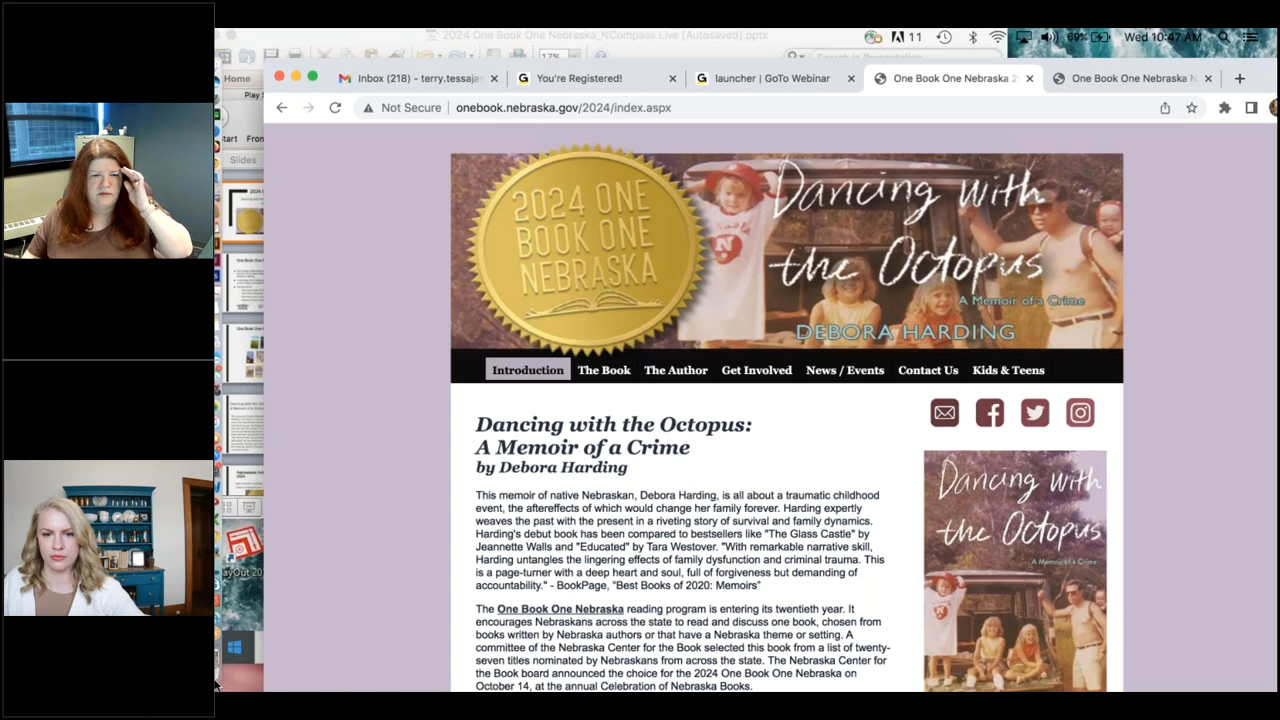 2024 One Book One Nebraska_NCompass Live [Autosaved].pptx
11
69%
Wed 10:47 AM
17%
Search in Presentation
Home
Inbox (218) - terry.tessaja
You're Registered!
launcher | GoTo Webinar
One Book One Nebraska 2
One Book One Nebraska N
Play S
Not Secure
onebook.nebraska.gov/2024/index.aspx
tart
From
Slides
2024 ONE
BOOK ONE
NEBRASKA
Dancing with
the Octopus
A Memoir of a Crime
DEBORA HARDING
Introduction
The Book
The Author
Get Involved
News / Events
Contact Us
Kids & Teens
Dancing with the Octopus:
A Memoir of a Crime
by Debora Harding
This memoir of native Nebraskan, Debora Harding, is all about a traumatic childhood
event, the aftereffects of which would change her family forever. Harding expertly
weaves the past with the present in a riveting story of survival and family dynamics.
Harding's debut book has been compared to bestsellers like "The Glass Castle" by
Jeannette Walls and "Educated" by Tara Westover. "With remarkable narrative skill,
Harding untangles the lingering effects of family dysfunction and criminal trauma. This
is a page-turner with a deep heart and soul, full of forgiveness but demanding of
accountability." - BookPage, "Best Books of 2020: Memoirs"
The One Book One Nebraska reading program is entering its twentieth year. It
encourages Nebraskans across the state to read and discuss one book, chosen from
books written by Nebraska authors or that have a Nebraska theme or setting. A
committee of the Nebraska Center for the Book selected this book from a list of twenty-
seven titles nominated by Nebraskans from across the state. The Nebraska Center for
the Book board announced the choice for the 2024 One Book One Nebraska on
October 14, at the annual Celebration of Nebraska Books.
Dancing with
the Octopus
A Memoir of a Crime
ayOut 20